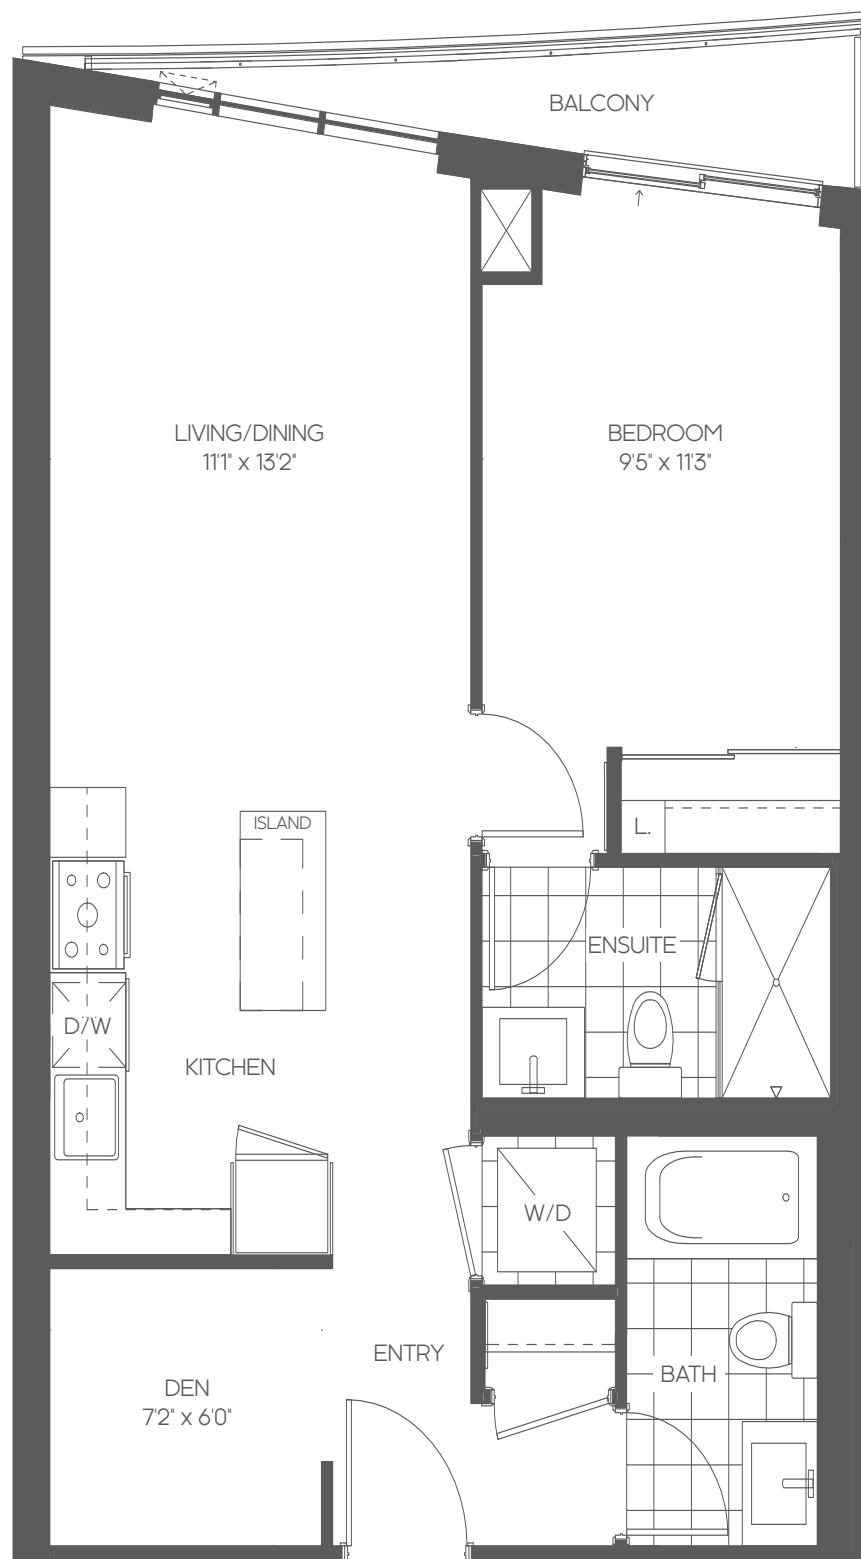 BALCONY
LIVING/DINING
11'1" x 13'2"
BEDROOM
9'5" x 11'3"
ISLAND
L.
ENSUITE
D/W
KITCHEN
W/D
ENTRY
BATH
DEN
7'2" x 6'0"